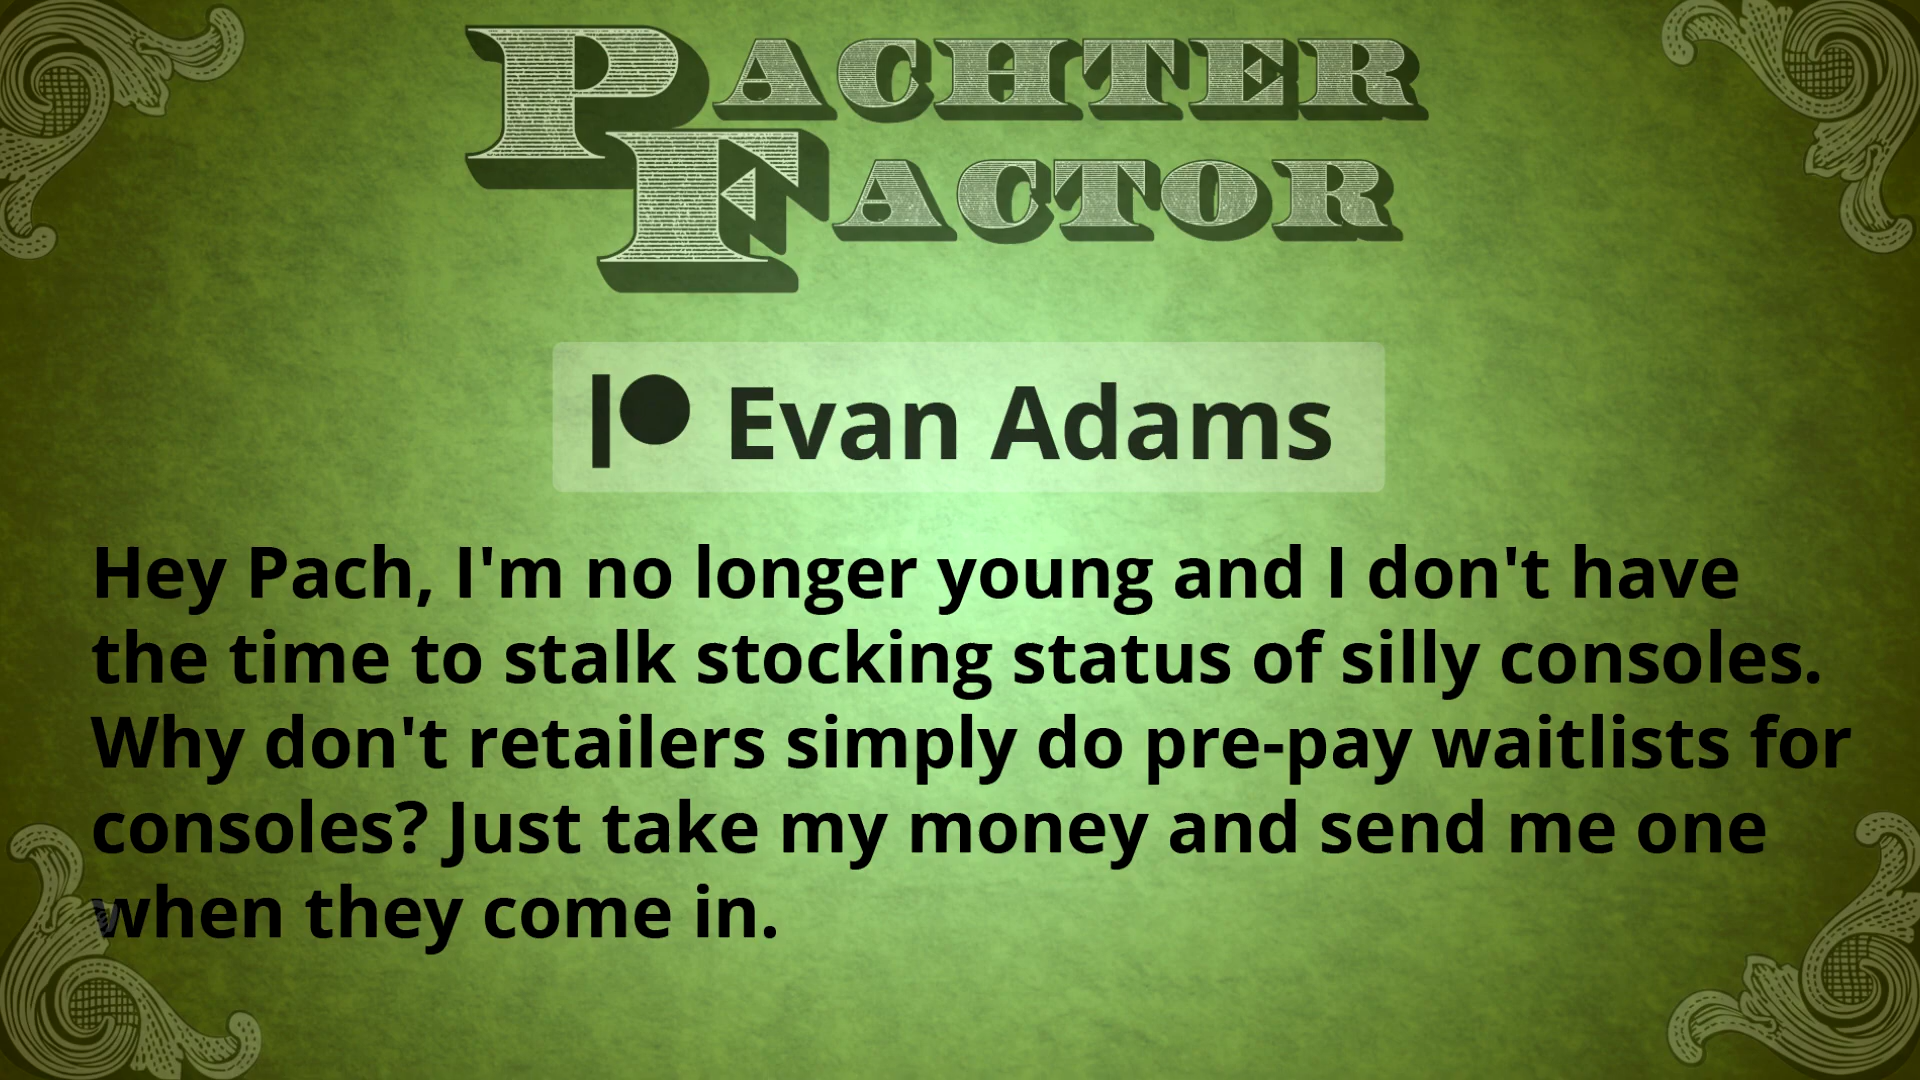 PACHTER
FACTOR
Evan Adams
Hey Pach, I'm no longer young and I don't have
the time to stalk stocking status of silly consoles.
Why don't retailers simply do pre-pay waitlists for
consoles? Just take my money and send me one
when they come in.